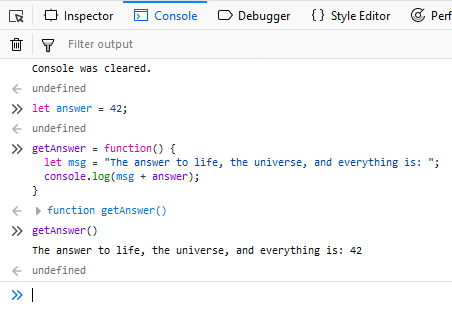 Inspector Console Debugger {} Style Editor Perf
Filter output
Console was cleared.
undefined
let answer = 42;
undefined
getAnswer = function() {
let msg = "The answer to life, the universe, and everything is: ";
console.log(msg + answer);
}
function getAnswer()
getAnswer()
The answer to life, the universe, and everything is: 42
undefined